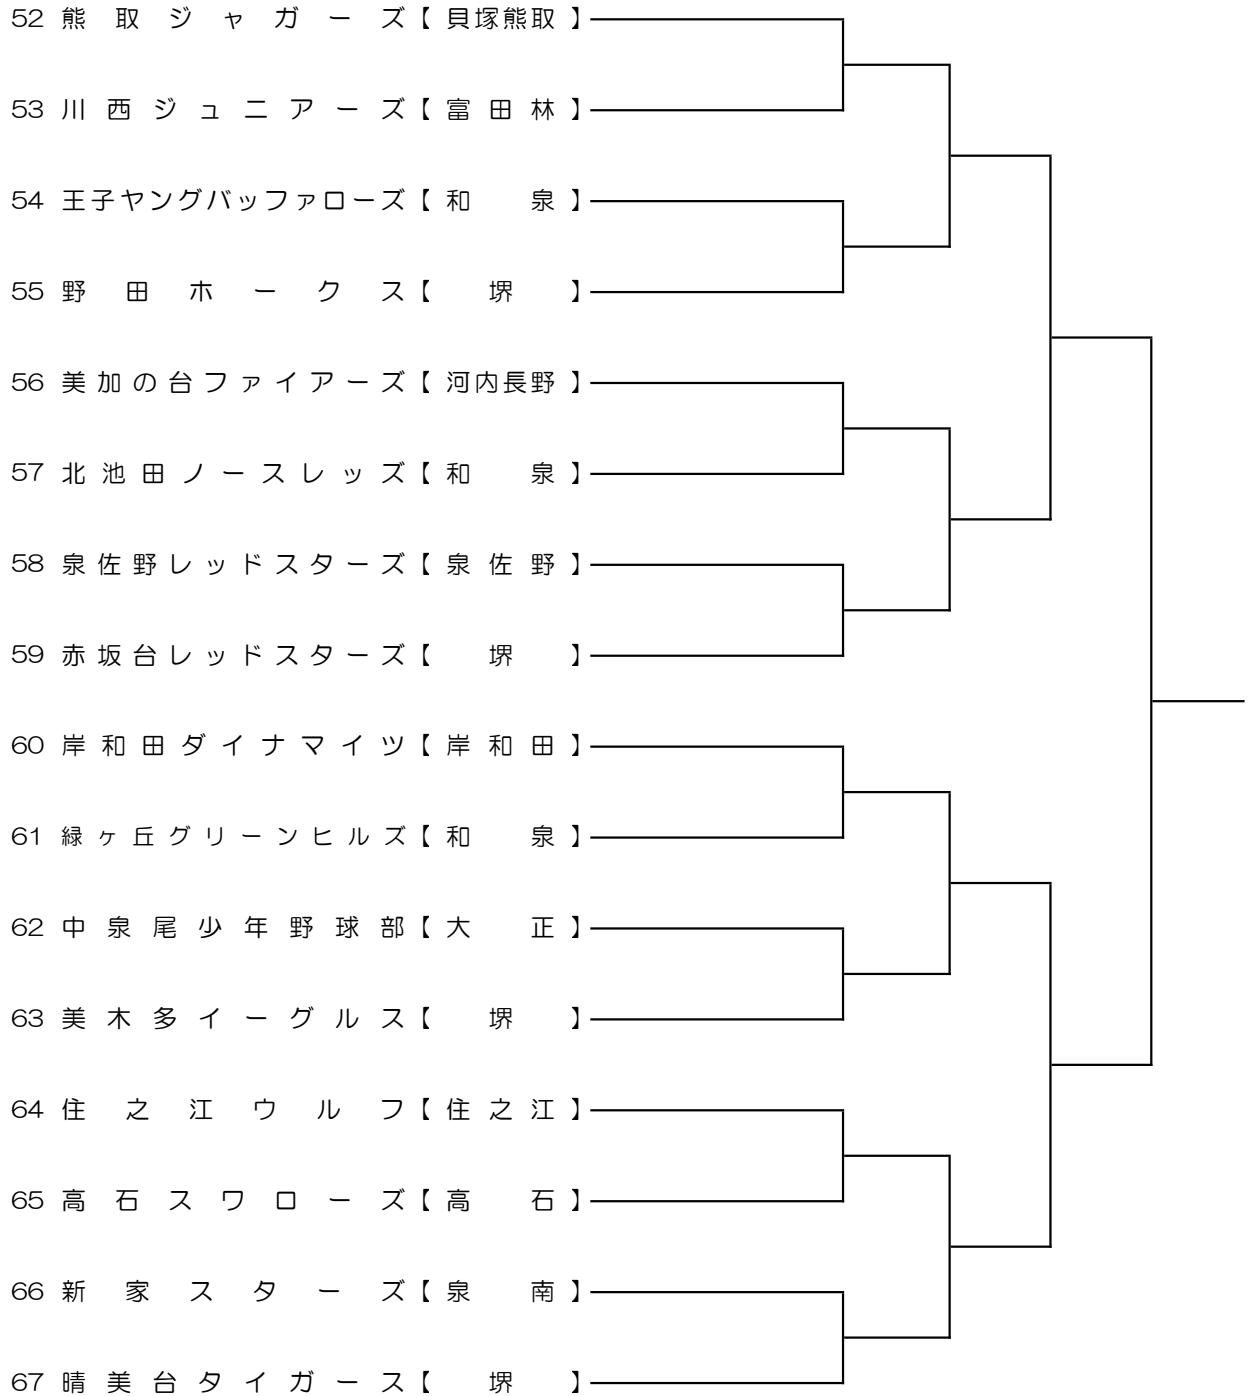 52 熊取ジャガーズ【貝塚熊取】
53 川西ジュニアーズ【富田林】
54 王子ヤングバッファローズ【和泉】
55 野田ホークス【堺】
56 美加の台ファイアーズ【河内長野】
57 北池田ノースレッズ【和泉】
58 泉佐野レッドスターズ【泉佐野】
59 赤坂台レッドスターズ【堺】
60 岸和田ダイナマイツ【岸和田】
61 緑ヶ丘グリーンヒルズ【和泉】
62 中泉尾少年野球部【大正】
63 美木多イーグルス【堺】
64 住之江ウルフ【住之江】
65 高石スワローズ【高石】
66 新家スターズ【泉南】
67 晴美台タイガース【堺】